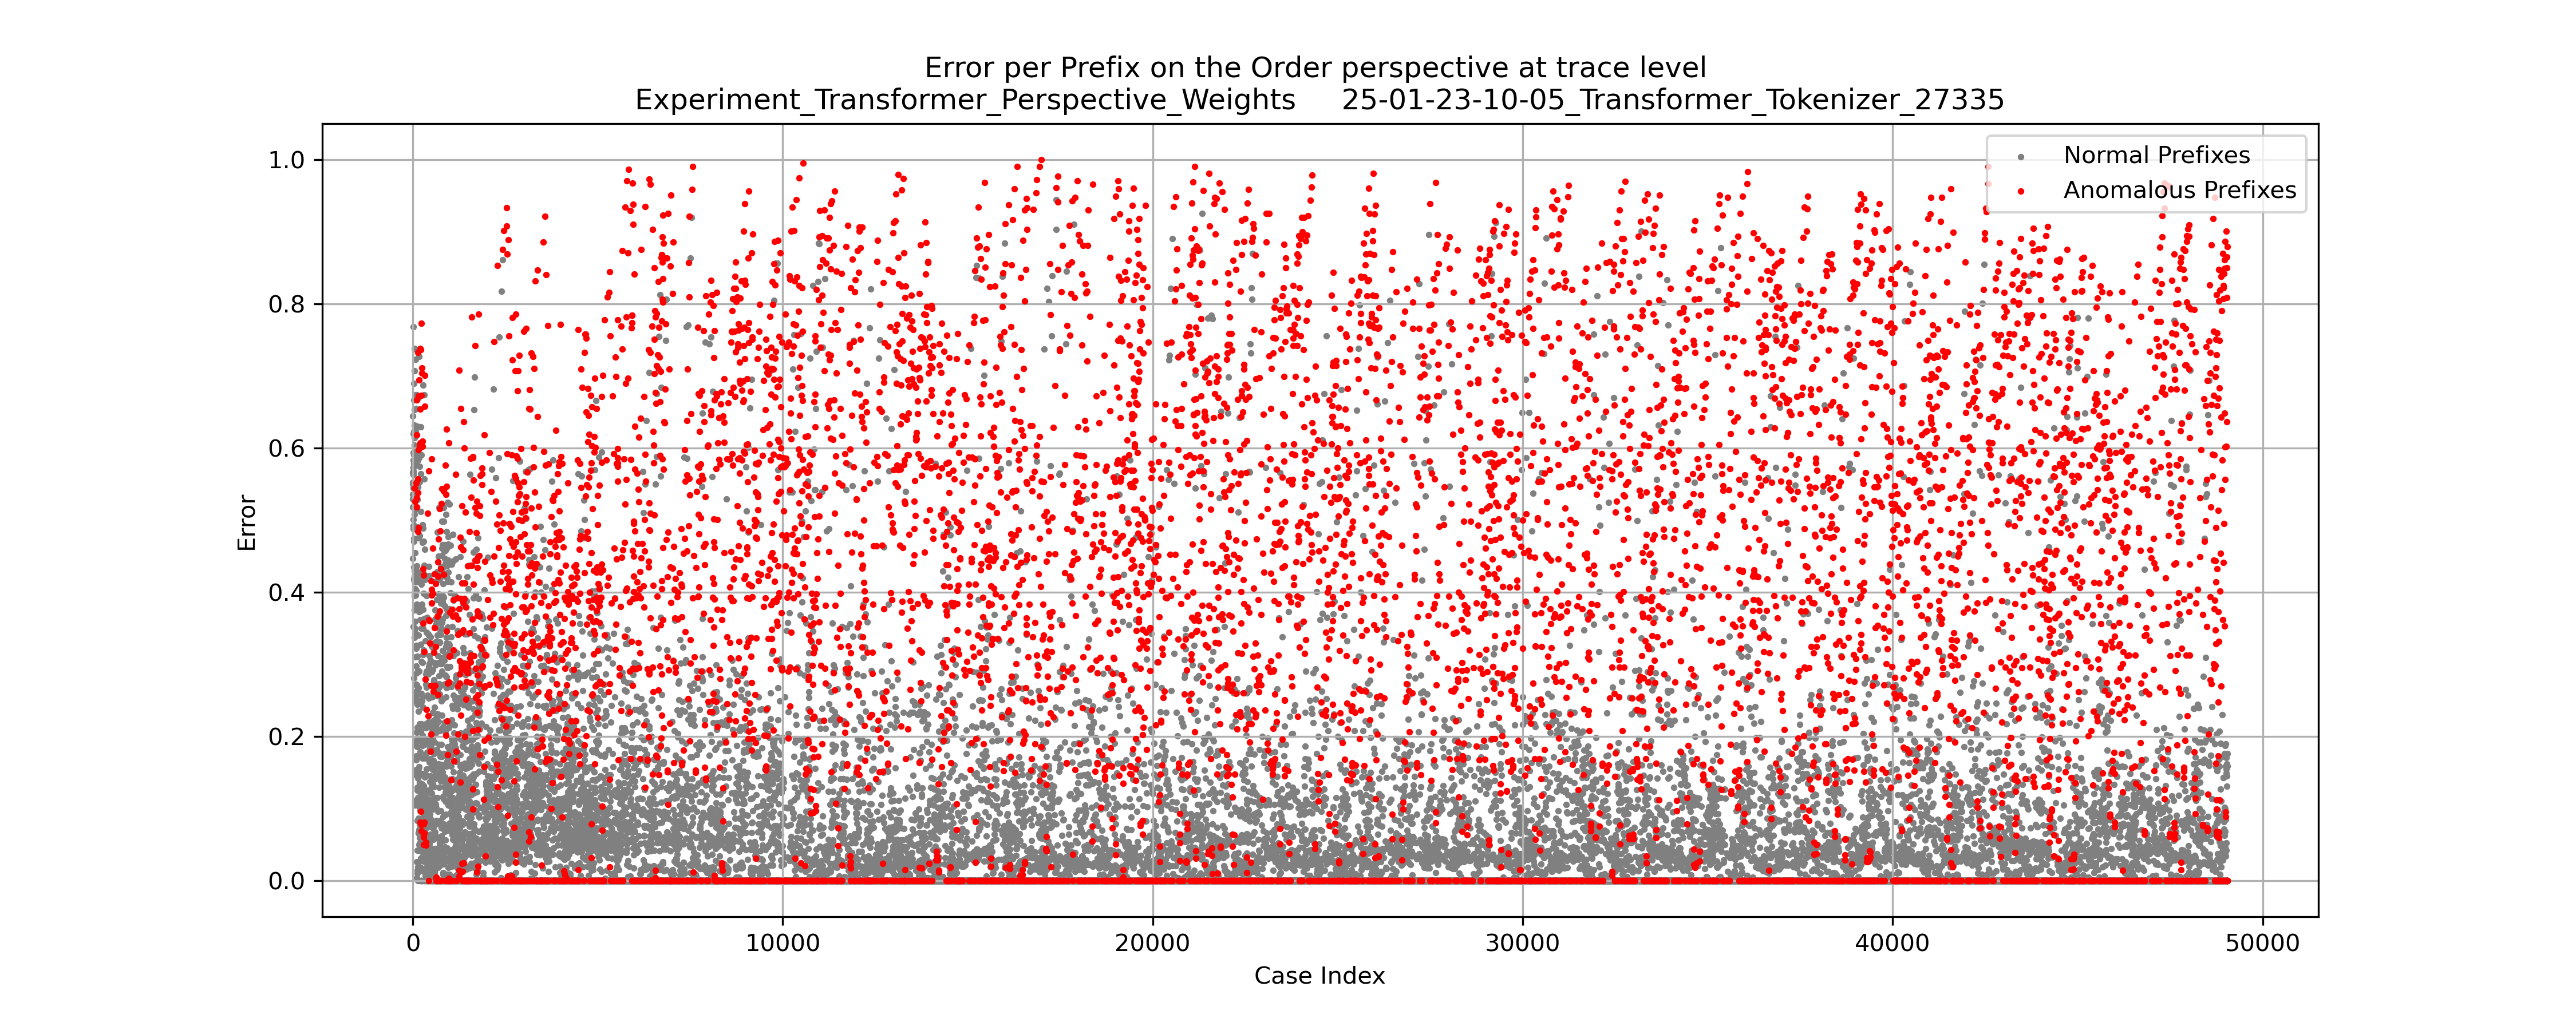 Error per Prefix on the Order perspective at trace level
Experiment_Transformer_Perspective_Weights 25-01-23-10-05_Transformer_Tokenizer_27335
Normal Prefixes
Anomalous Prefixes
1.0
0.8
0.6
0.4
0.2
0.0
Error
0 10000 20000 30000 40000 50000
Case Index